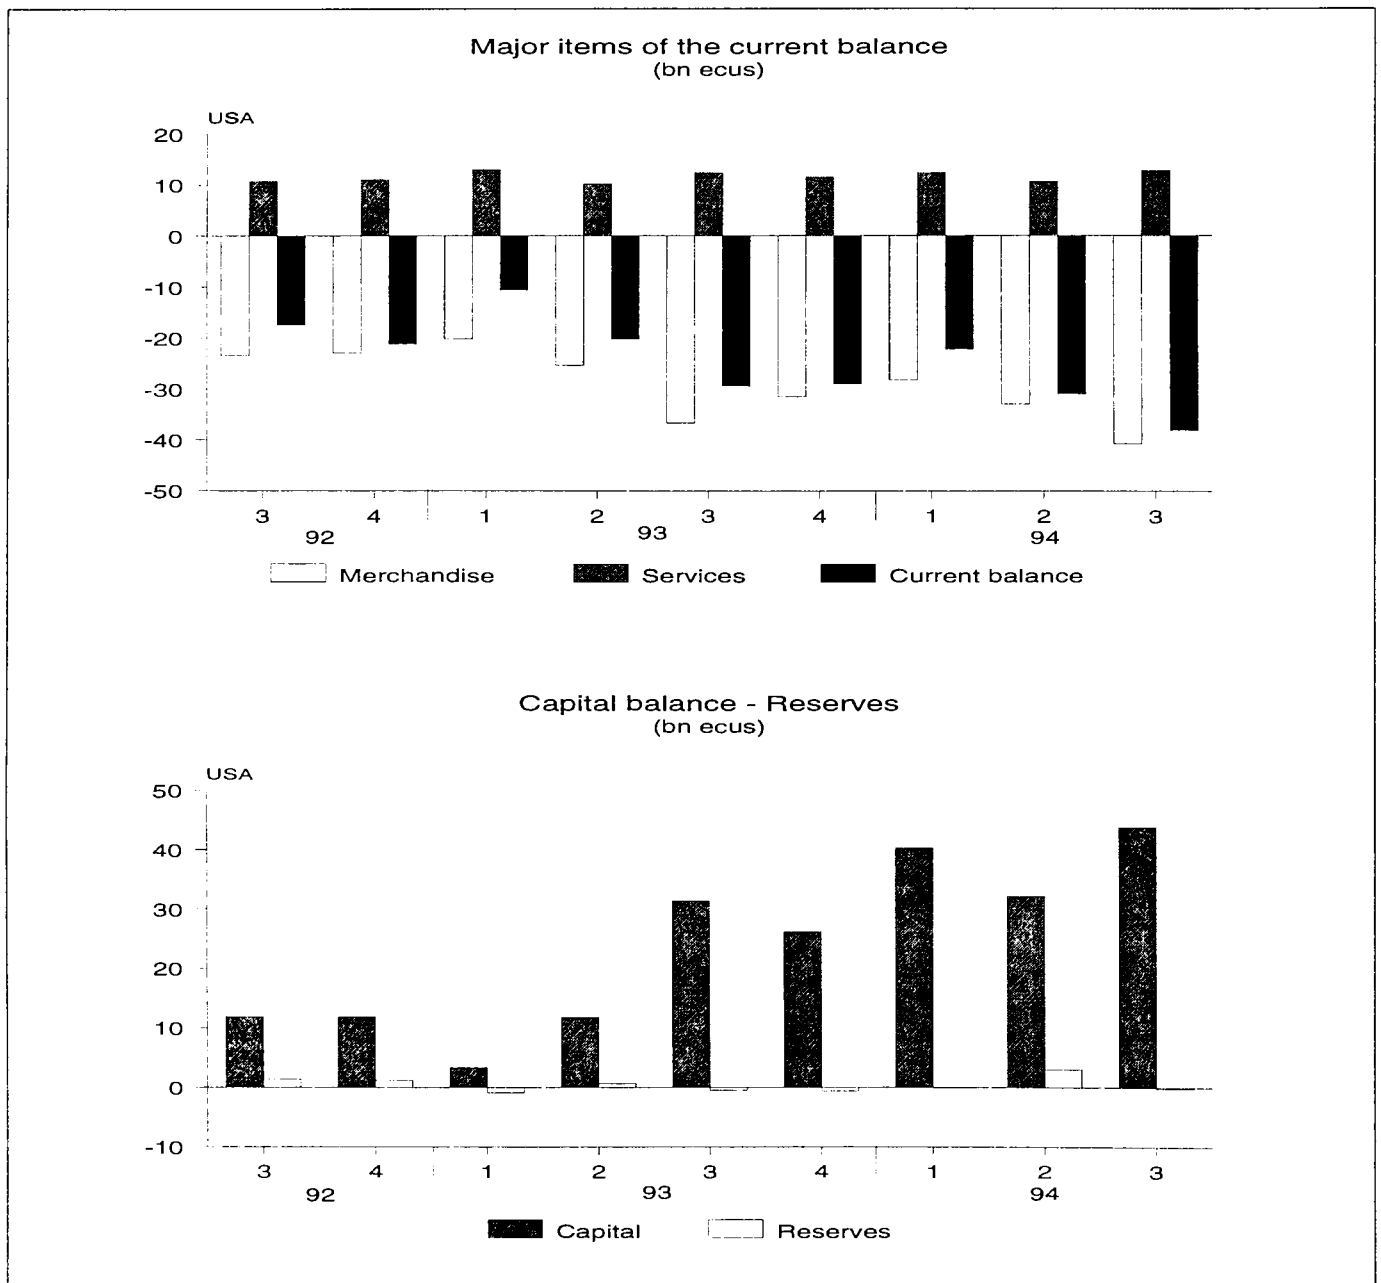 Major items of the current balance
(bn ecus)
USA
20
10
0
-10
-20
-30
-40
-50
3 4 1 2 3 4 1 2 3
92 93 94
Merchandise Services Current balance
Capital balance - Reserves
(bn ecus)
USA
50
40
30
20
10
0
-10
3 4 1 2 3 4 1 2 3
92 93 94
Capital Reserves